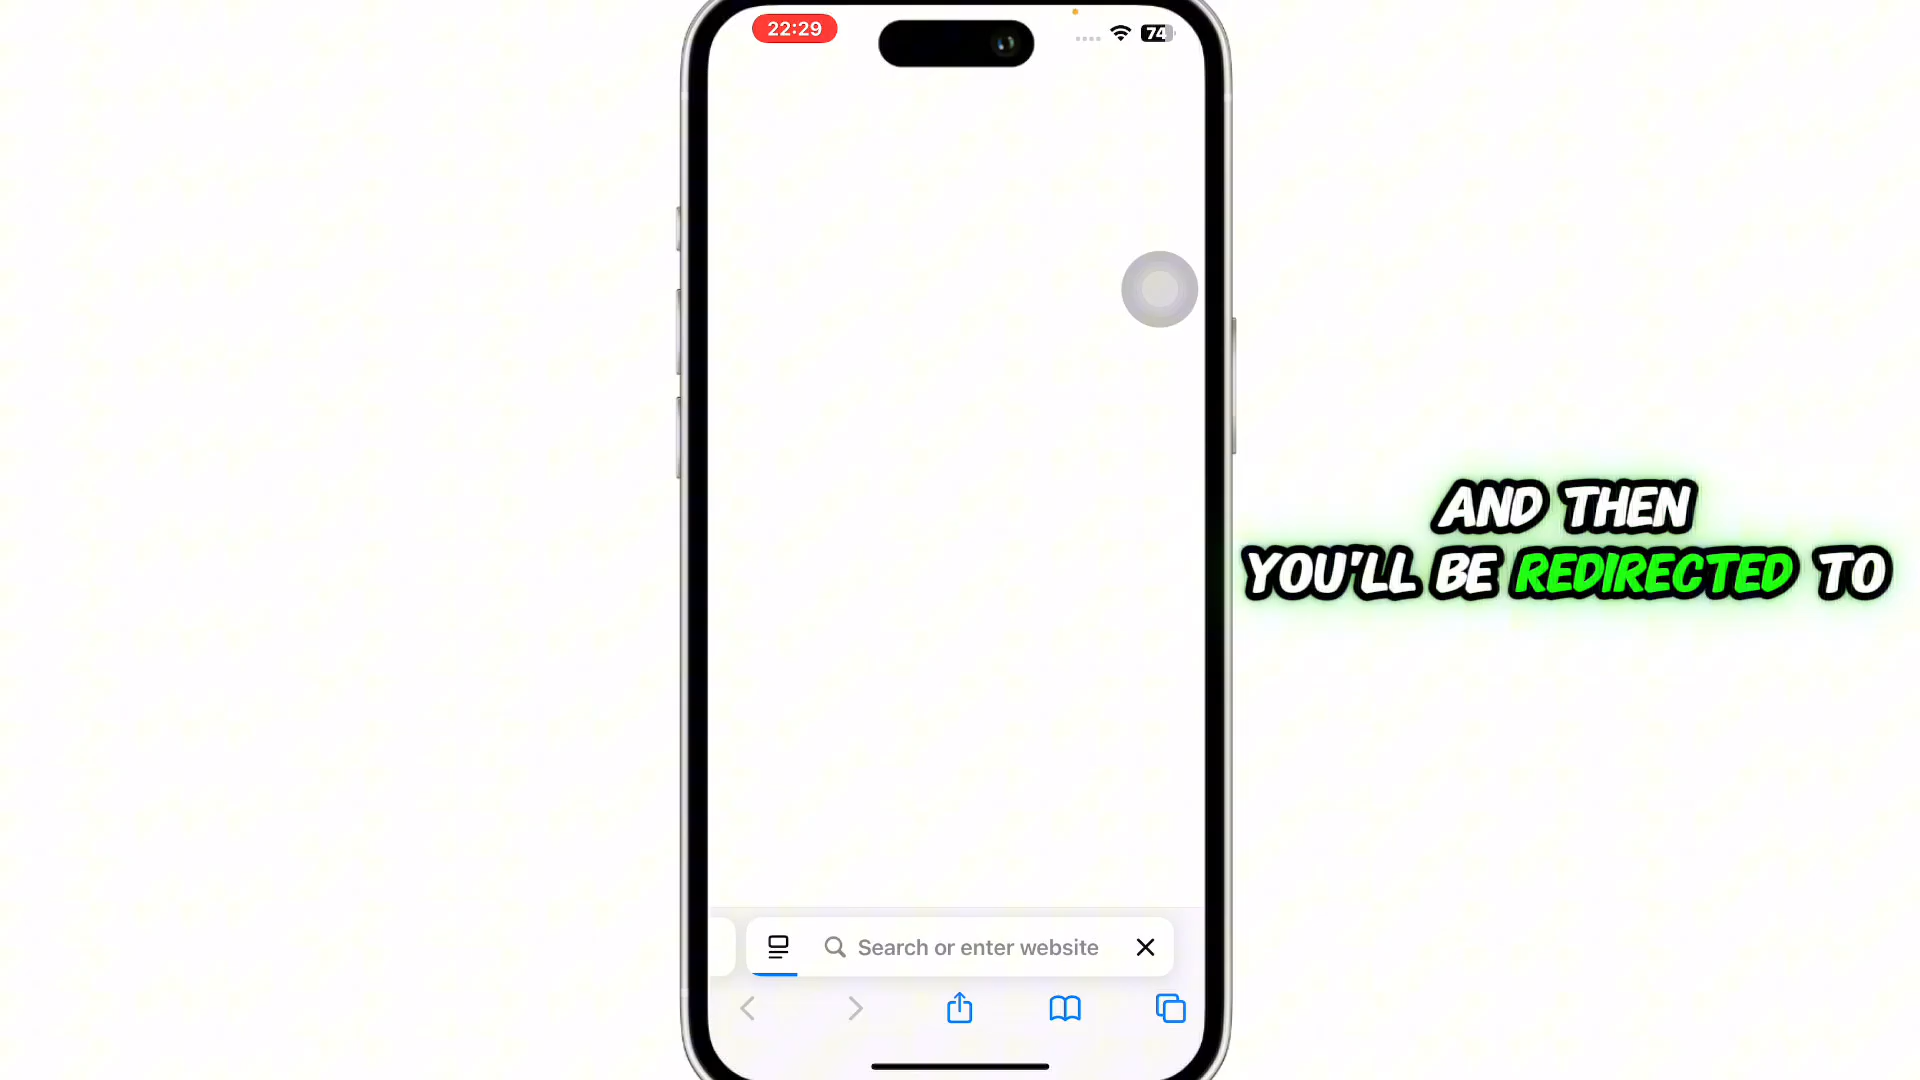 22:29
74
AND THEN
YOU'LL BE REDIRECTED TO
Search or enter website